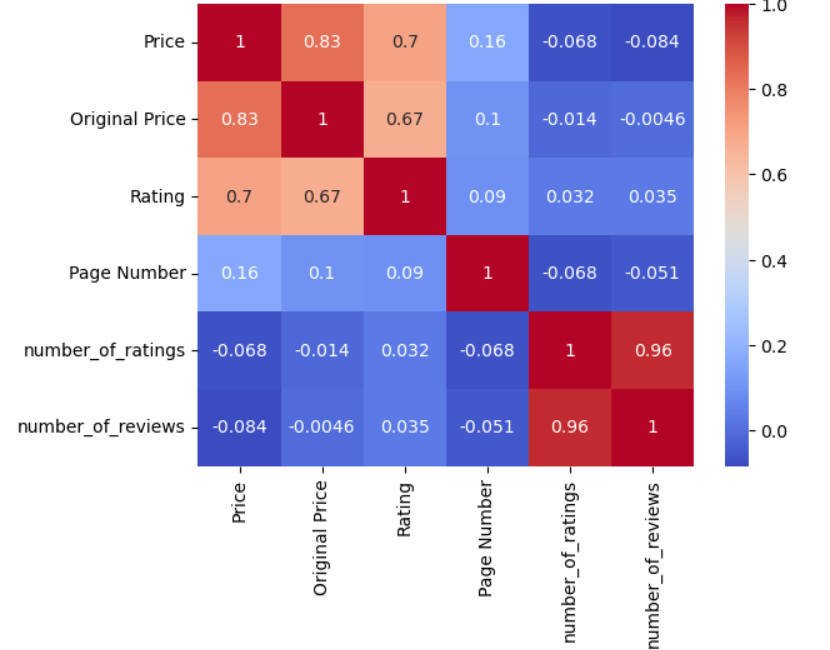 Price 1 0.83 0.7 0.16 -0.068 -0.084
Original Price 0.83 1 0.67 0.1 -0.014 -0.0046
Rating 0.7 0.67 1 0.09 0.032 0.035
Page Number 0.16 0.1 0.09 1 -0.068 -0.051
number_of_ratings -0.068 -0.014 0.032 -0.068 1 0.96
number_of_reviews -0.084 -0.0046 0.035 -0.051 0.96 1
Price
Original Price
Rating
Page Number
number_of_ratings
number_of_reviews
1.0
0.8
0.6
0.4
0.2
0.0